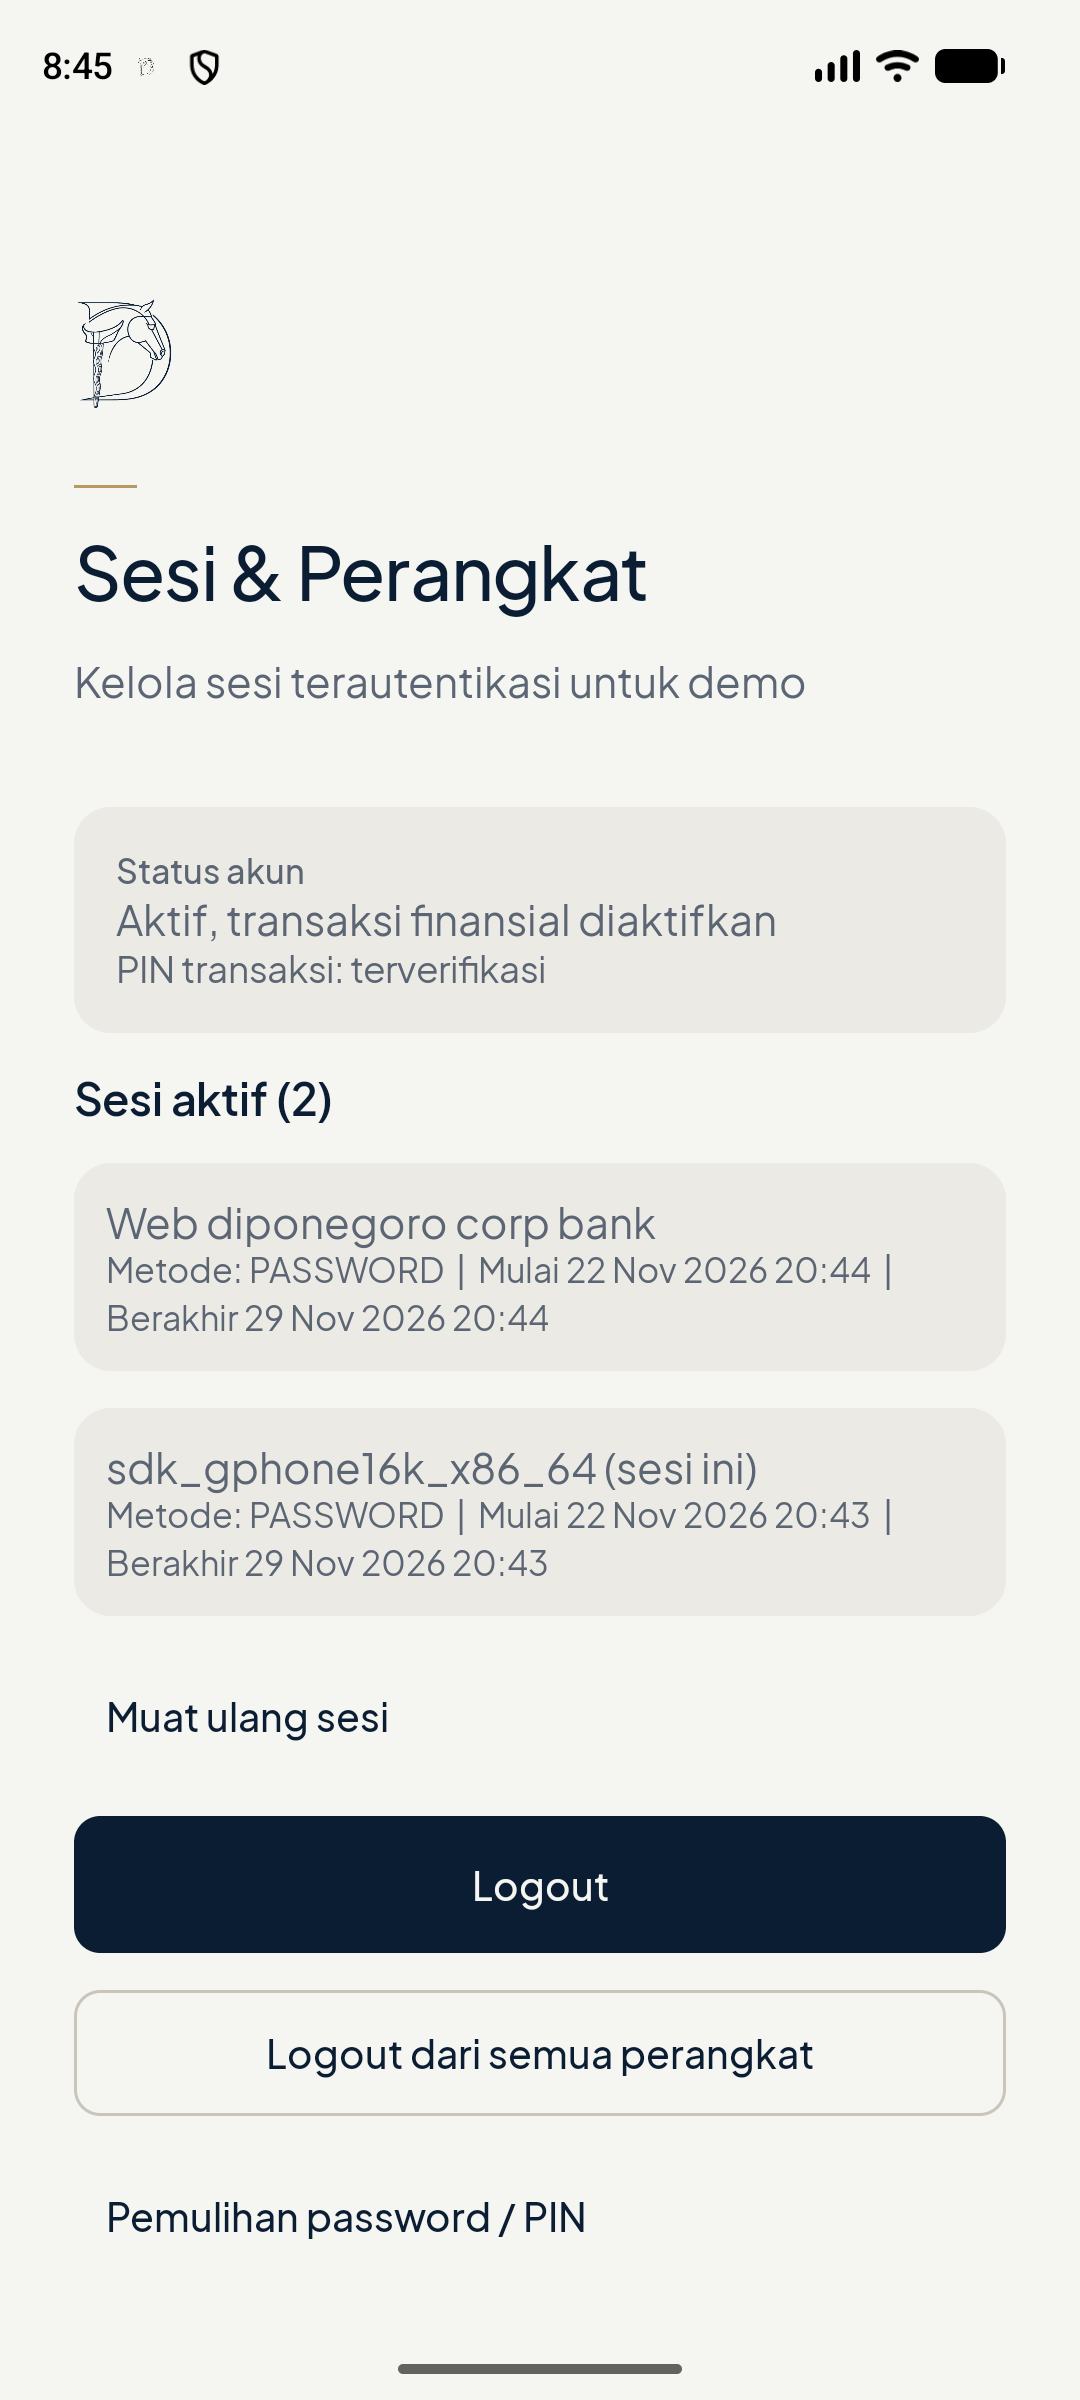 8:45
Sesi & Perangkat
Kelola sesi terautentikasi untuk demo
Status akun
Aktif, transaksi finansial diaktifkan
PIN transaksi: terverifikasi
Sesi aktif (2)
Web diponegoro corp bank
Metode: PASSWORD | Mulai 22 Nov 2026 20:44 |
Berakhir 29 Nov 2026 20:44
sdk_gphone16k_x86_64 (sesi ini)
Metode: PASSWORD | Mulai 22 Nov 2026 20:43 |
Berakhir 29 Nov 2026 20:43
Muat ulang sesi
Logout
Logout dari semua perangkat
Pemulihan password / PIN